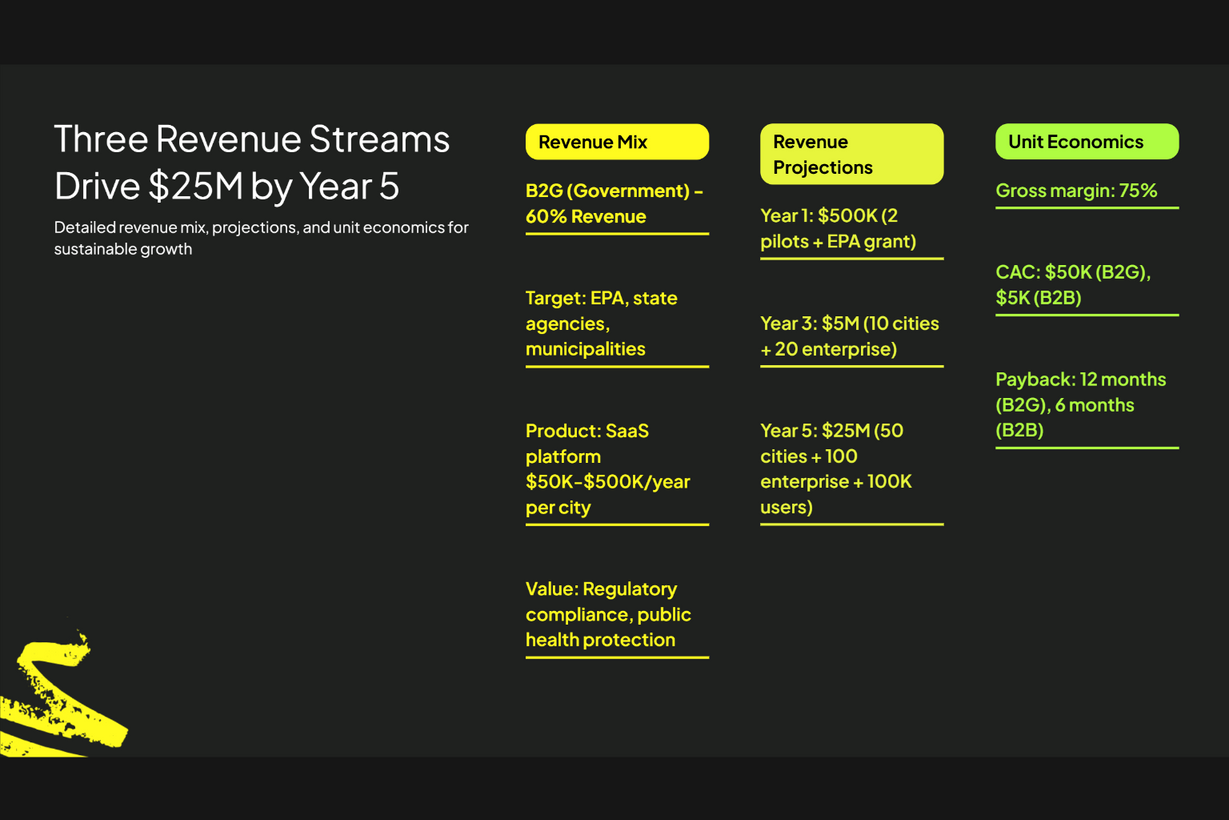 Three Revenue Streams
Drive $25M by Year 5
Detailed revenue mix, projections, and unit economics for
sustainable growth
Revenue Mix
B2G (Government) –
60% Revenue
Target: EPA, state
agencies,
municipalities
Product: SaaS
platform
$50K-$500K/year
per city
Value: Regulatory
compliance, public
health protection
Revenue
Projections
Year 1: $500K (2
pilots + EPA grant)
Year 3: $5M (10 cities
+ 20 enterprise)
Year 5: $25M (50
cities + 100
enterprise + 100K
users)
Unit Economics
Gross margin: 75%
CAC: $50K (B2G),
$5K (B2B)
Payback: 12 months
(B2G), 6 months
(B2B)